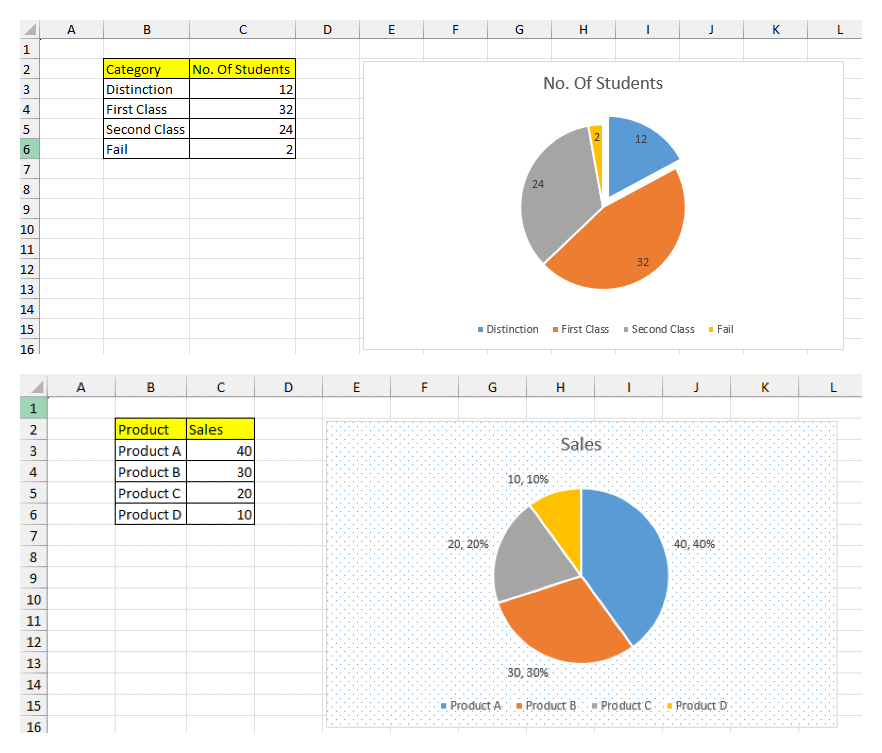 A B C D E F G H I J K L
1
2 Category No. Of Students
3 Distinction 12
4 First Class 32
5 Second Class 24
6 Fail 2
7
8
9
10
11
12
13
14
15
16
No. Of Students
2 12
24
32
Distinction First Class Second Class Fail
A B C D E F G H I J K L
1
2 Product Sales
3 Product A 40
4 Product B 30
5 Product C 20
6 Product D 10
7
8
9
10
11
12
13
14
15
16
Sales
10, 10%
20, 20% 40, 40%
30, 30%
Product A Product B Product C Product D